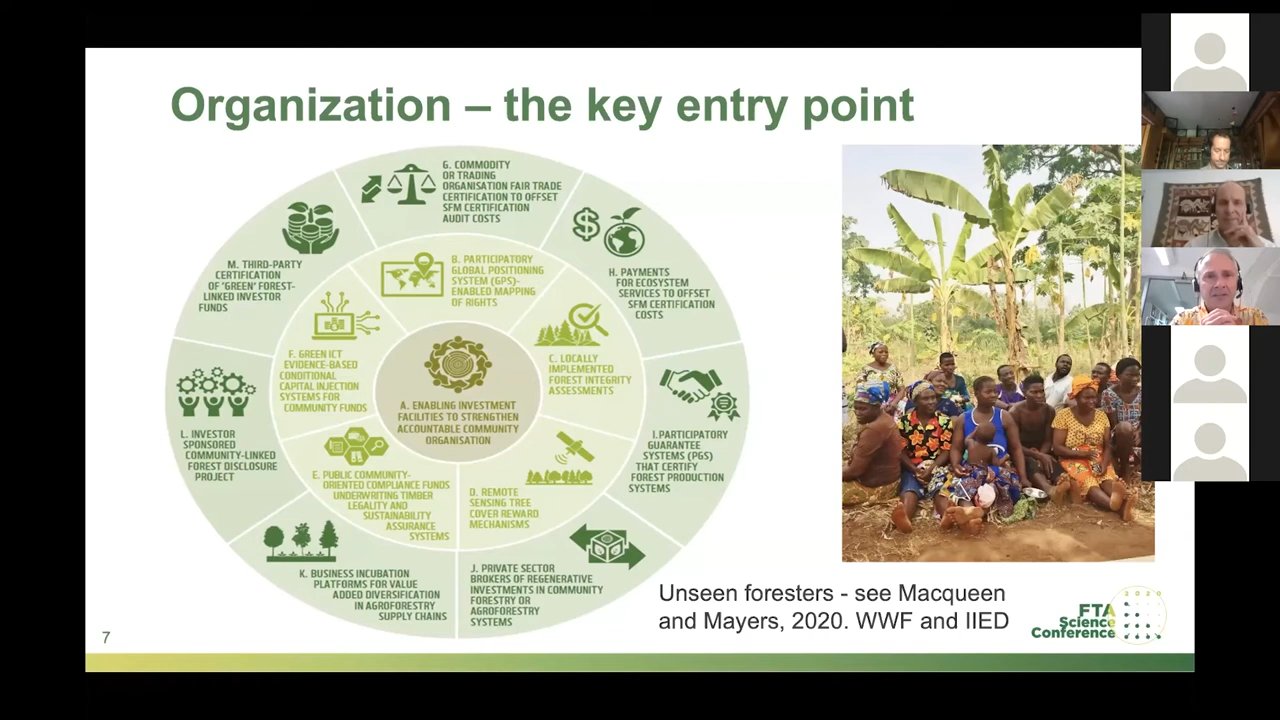 Organization – the key entry point
G. COMMODITY
OR TRADING
ORGANISATION FAIR TRADE
CERTIFICATION TO OFFSET
SFM CERTIFICATION
AUDIT COSTS
M. THIRD-PARTY
CERTIFICATION
OF 'GREEN' FOREST-
LINKED INVESTOR
FUNDS
B. PARTICIPATORY
GLOBAL POSITIONING
SYSTEM (GPS)-
ENABLED MAPPING
OF RIGHTS
H. PAYMENTS
FOR ECOSYSTEM
SERVICES TO OFFSET
SFM CERTIFICATION
COSTS
F. GREEN ICT
EVIDENCE-BASED
CONDITIONAL
CAPITAL INJECTION
SYSTEMS FOR
COMMUNITY FUNDS
C. LOCALLY
IMPLEMENTED
FOREST INTEGRITY
ASSESSMENTS
A. ENABLING INVESTMENT
FACILITIES TO STRENGTHEN
ACCOUNTABLE COMMUNITY
ORGANISATION
L. INVESTOR
SPONSORED
COMMUNITY-LINKED
FOREST DISCLOSURE
PROJECT
I. PARTICIPATORY
GUARANTEE
SYSTEMS (PGS)
THAT CERTIFY
FOREST PRODUCTION
SYSTEMS
E. PUBLIC COMMUNITY-
ORIENTED COMPLIANCE FUNDS
UNDERWRITING TIMBER
LEGALITY AND
SUSTAINABILITY
ASSURANCE
SYSTEMS
D. REMOTE
SENSING TREE
COVER REWARD
MECHANISMS
K. BUSINESS INCUBATION
PLATFORMS FOR VALUE
ADDED DIVERSIFICATION
IN AGROFORESTRY
SUPPLY CHAINS
J. PRIVATE SECTOR
BROKERS OF REGENERATIVE
INVESTMENTS IN COMMUNITY
FORESTRY OR
AGROFORESTRY
SYSTEMS
Unseen foresters - see Macqueen
and Mayers, 2020. WWF and IIED
2020
FTA
Science
Conference
7